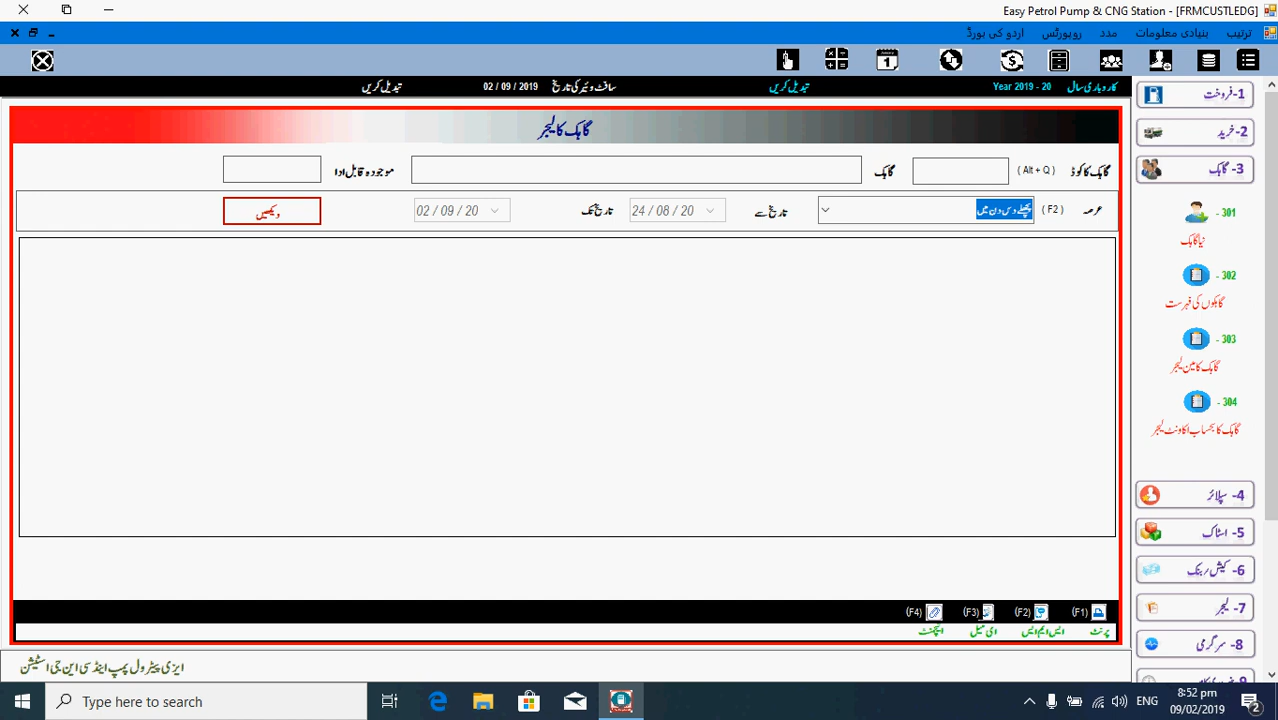 Easy Petrol Pump & CNG Station - [FRMCUSTLEDG]
ترتیب بنیادی معلومات مدد رپورٹس اردو کی بورڈ
کاروباری سال Year 2019 - 20 تبدیل کریں سافٹ وئیر کی تاریخ 02 / 09 / 2019 تبدیل کریں
گاہک کا لیجر
گاہک کا کوڈ ( Alt + Q ) گاہک موجودہ قابل ادا
عرصہ ( F2 ) پچھلے دس دن میں تاریخ سے 24 / 08 / 20 تاریخ تک 02 / 09 / 20 دیکھیں
1-فروخت
2-خرید
3- گاہک
301 -
نیا گاہک
302 -
گاہکوں کی فہرست
303 -
گاہک کا مین لیجر
304 -
گاہک کا بحساب اکاونٹ لیجر
4- سپلائر
5- اسٹاک
6- کیش / بنک
7- لیجر
8- سرگرمی
(F1) (F2) (F3) (F4)
پرنٹ ایس ایم ایس ای میل اٹیچمنٹ
ایزی پیٹرول پمپ اینڈ سی این جی اسٹیشن
Type here to search
ENG
8:52 pm
09/02/2019
2